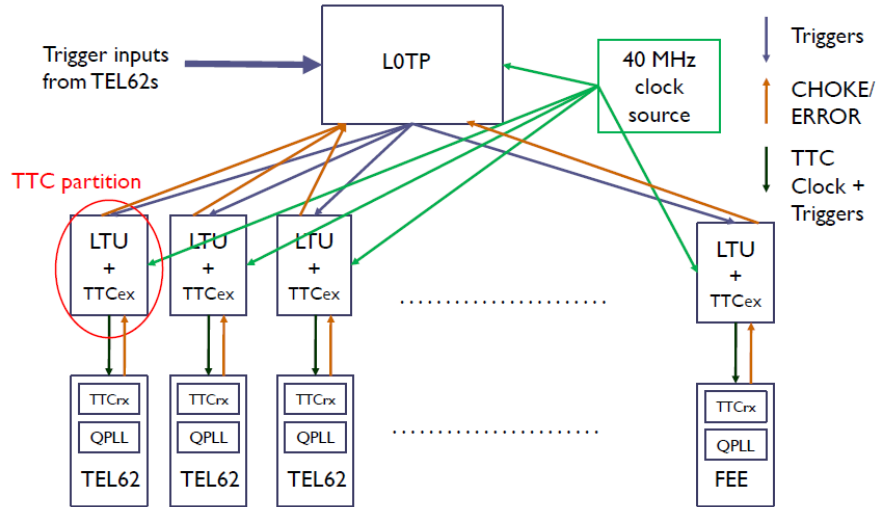 Trigger inputs
from TEL62s
L0TP
40 MHz
clock
source
Triggers
CHOKE/
ERROR
TTC
Clock +
Triggers
TTC partition
LTU
+
TTCex
LTU
+
TTCex
LTU
+
TTCex
LTU
+
TTCex
TTCrx
QPLL
TEL62
TTCrx
QPLL
TEL62
TTCrx
QPLL
TEL62
TTCrx
QPLL
FEE